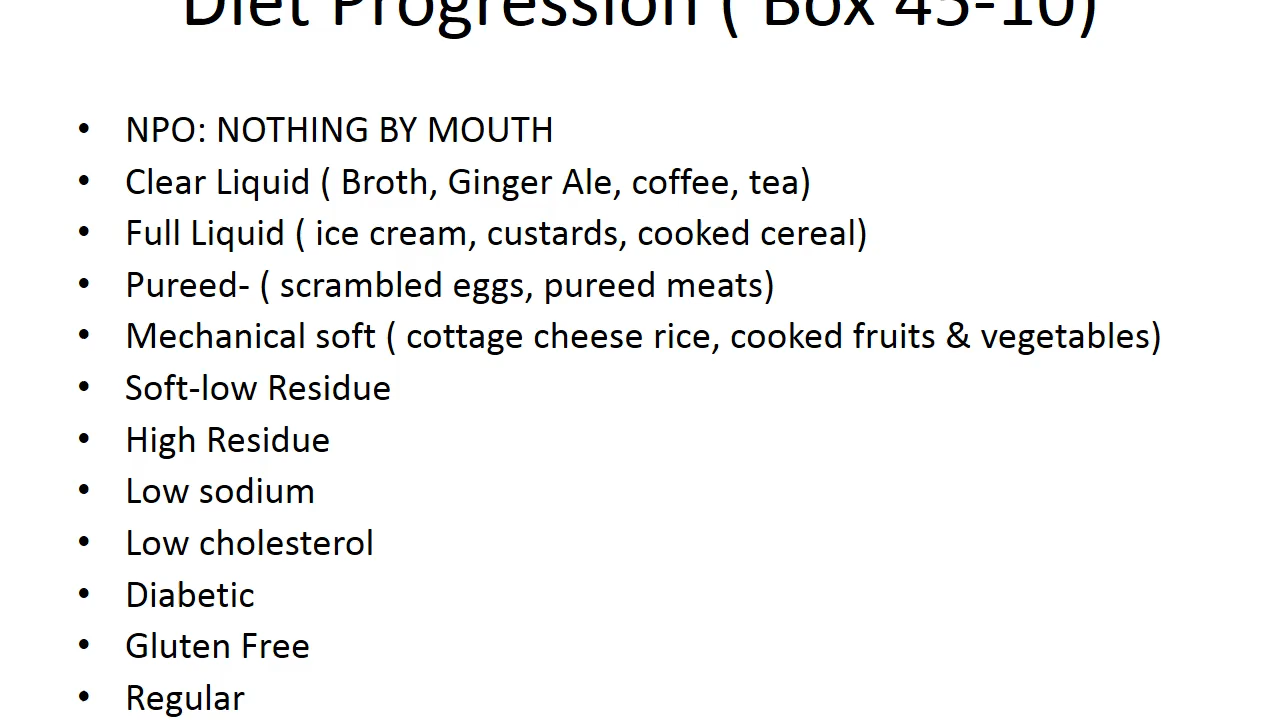 Diet Progression ( Box 45-10)
• NPO: NOTHING BY MOUTH
• Clear Liquid ( Broth, Ginger Ale, coffee, tea)
• Full Liquid ( ice cream, custards, cooked cereal)
• Pureed- ( scrambled eggs, pureed meats)
• Mechanical soft ( cottage cheese rice, cooked fruits & vegetables)
• Soft-low Residue
• High Residue
• Low sodium
• Low cholesterol
• Diabetic
• Gluten Free
• Regular